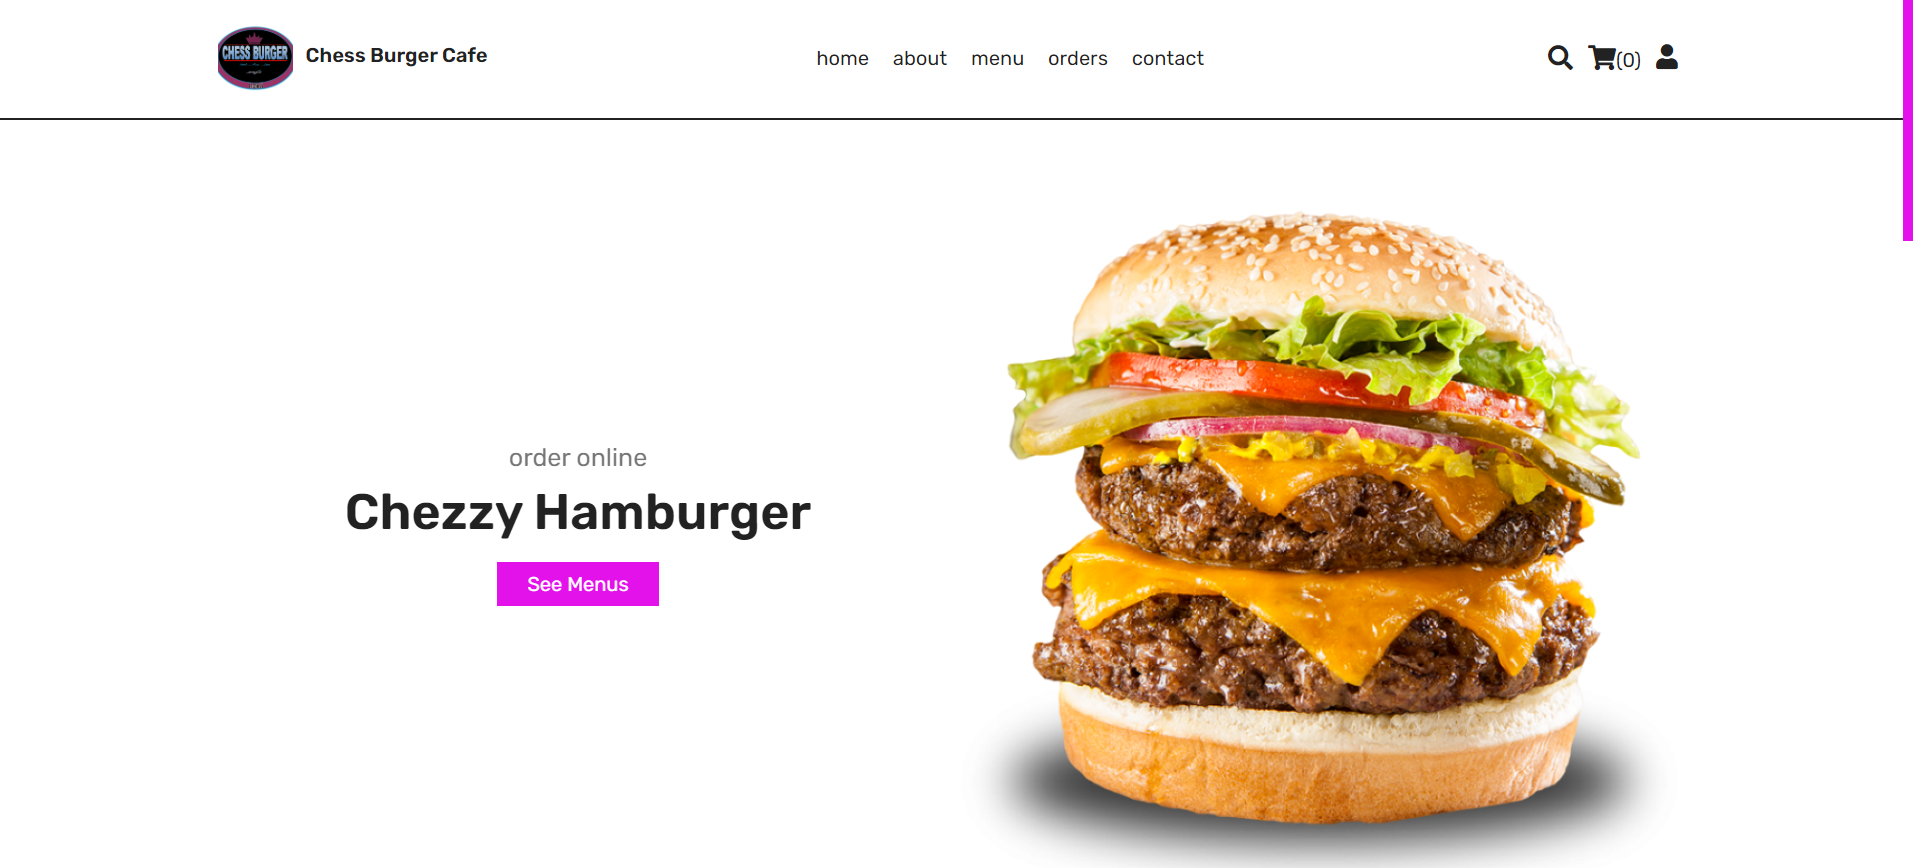 CHESS BURGER
Chess Burger Cafe
home about menu orders contact
(0)
order online
Chezzy Hamburger
See Menus